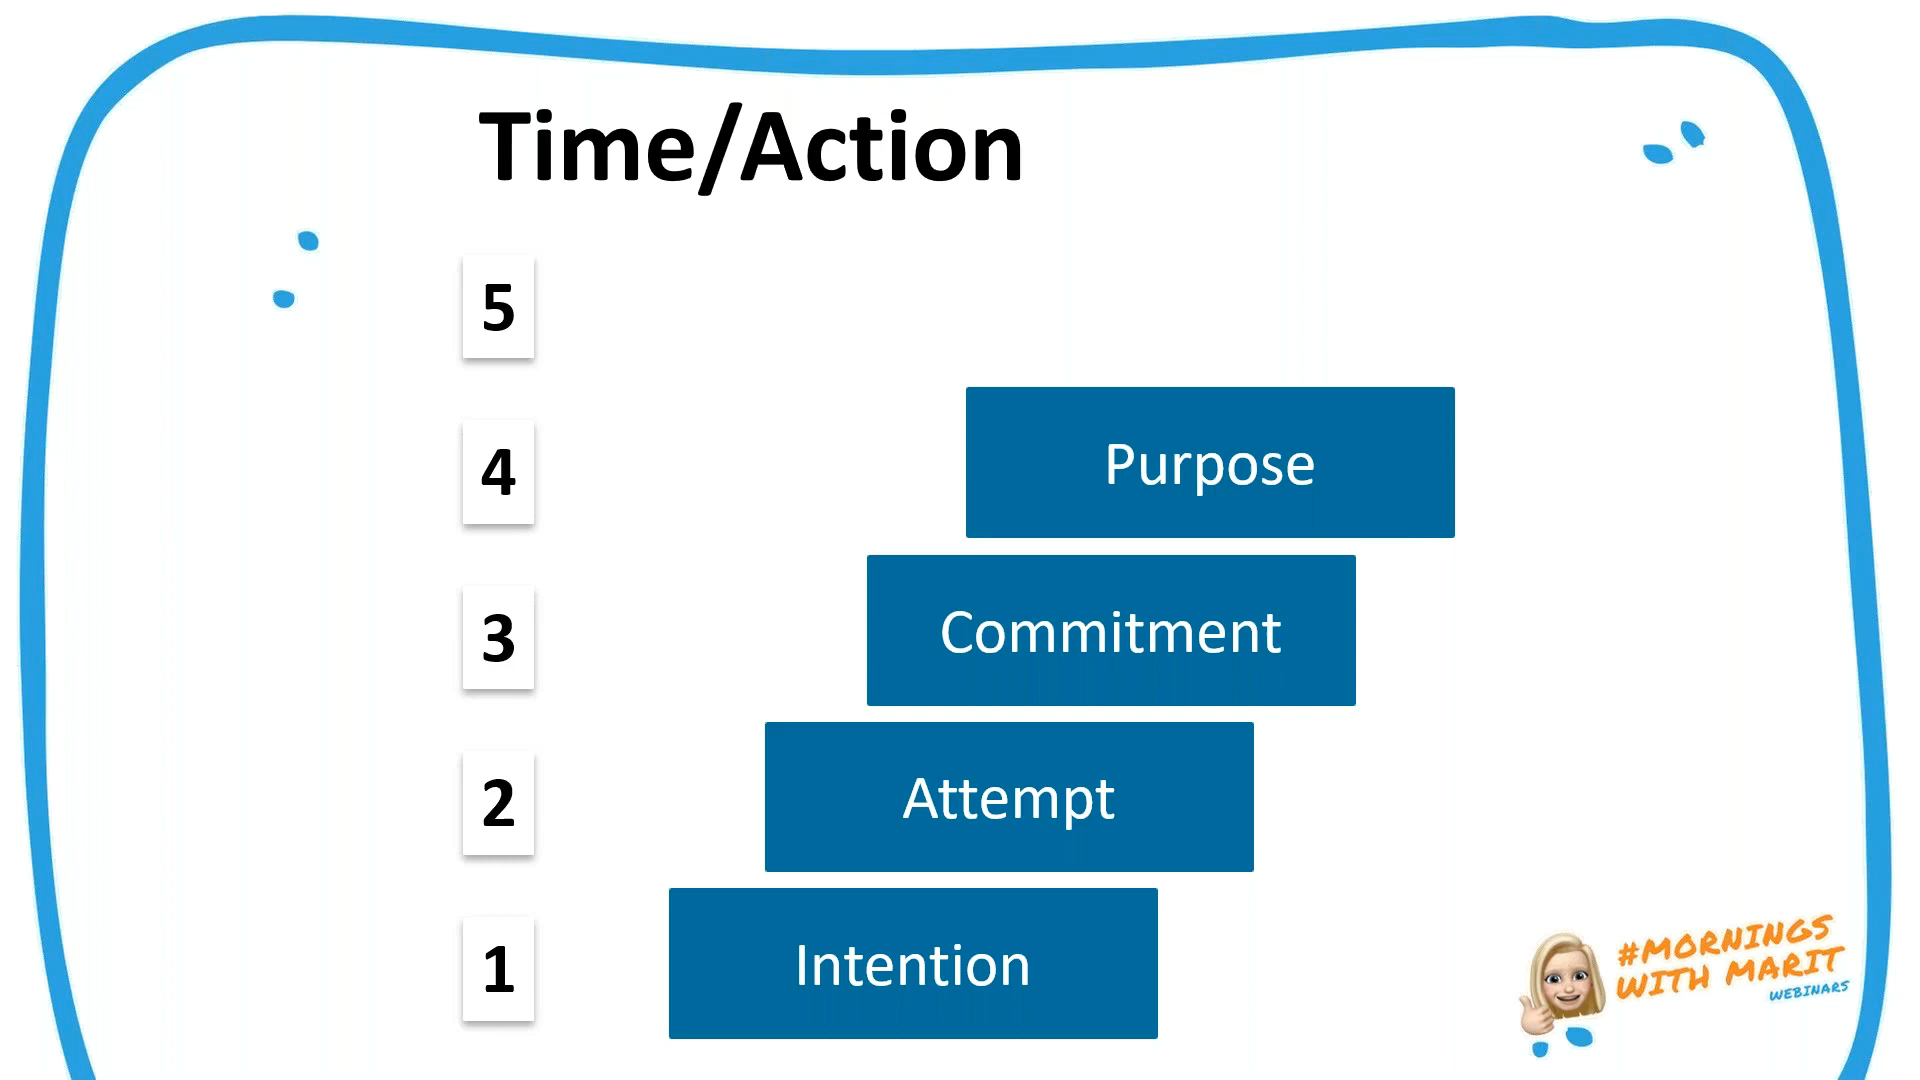 Time/Action
5
4
Purpose
3
Commitment
2
Attempt
1
Intention
#MORNINGS
WITH MARIT
WEBINARS